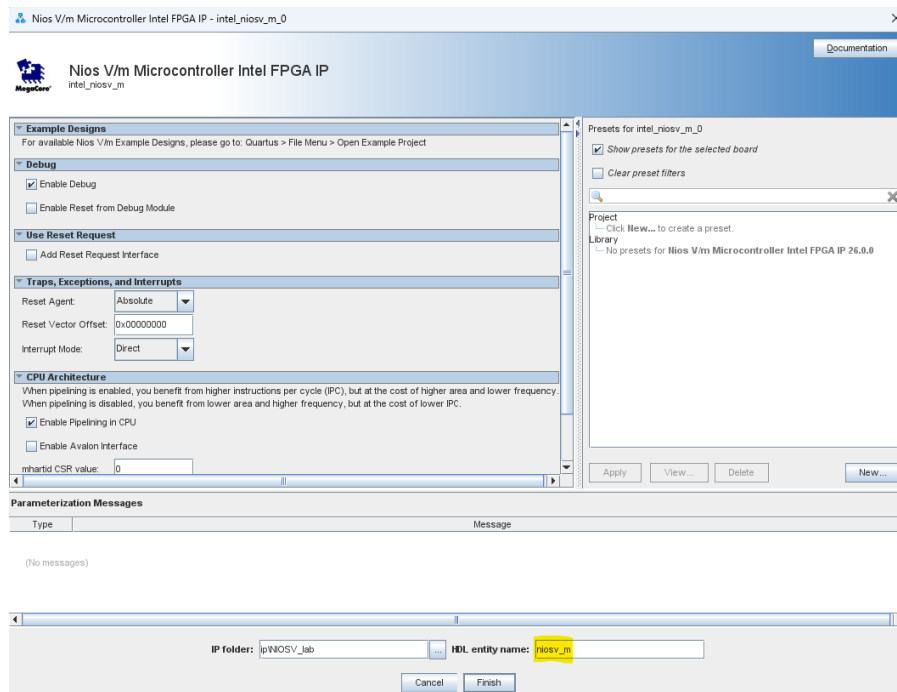 Nios V/m Microcontroller Intel FPGA IP - intel_niosv_m_0
Documentation
MegaCore®
Nios V/m Microcontroller Intel FPGA IP
intel_niosv_m
Example Designs
For available Nios V/m Example Designs, please go to: Quartus > File Menu > Open Example Project
Debug
Enable Debug
Enable Reset from Debug Module
Use Reset Request
Add Reset Request Interface
Traps, Exceptions, and Interrupts
Reset Agent: Absolute
Reset Vector Offset: 0x00000000
Interrupt Mode: Direct
CPU Architecture
When pipelining is enabled, you benefit from higher instructions per cycle (IPC), but at the cost of higher area and lower frequency.
When pipelining is disabled, you benefit from lower area and higher frequency, but at the cost of lower IPC.
Enable Pipelining in CPU
Enable Avalon Interface
mhartid CSR value: 0
Presets for intel_niosv_m_0
Show presets for the selected board
Clear preset filters
Project
Click New... to create a preset.
Library
No presets for Nios V/m Microcontroller Intel FPGA IP 26.0.0
Apply View... Delete New...
Parameterization Messages
Type Message
(No messages)
IP folder: ip\NIOSV_lab ... HDL entity name: niosv_m
Cancel Finish